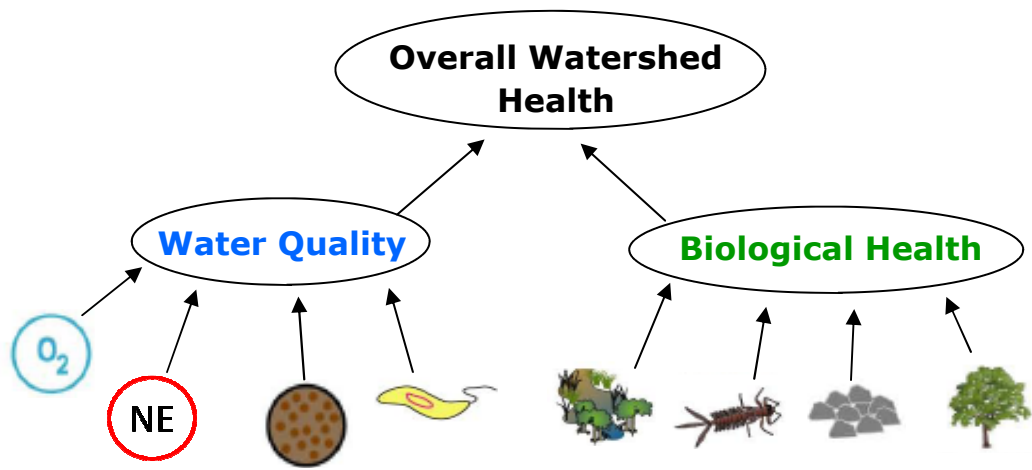 Overall Watershed
Health
Water Quality
Biological Health
O₂
NE